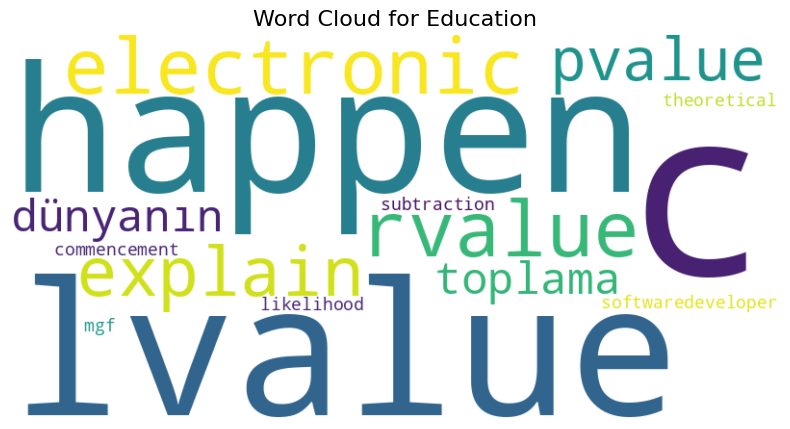 Word Cloud for Education
electronic
pvalue
happen
theoretical
c
dünyanın
subtraction
rvalue
commencement
explain
toplama
likelihood
softwaredeveloper
lvalue
mgf